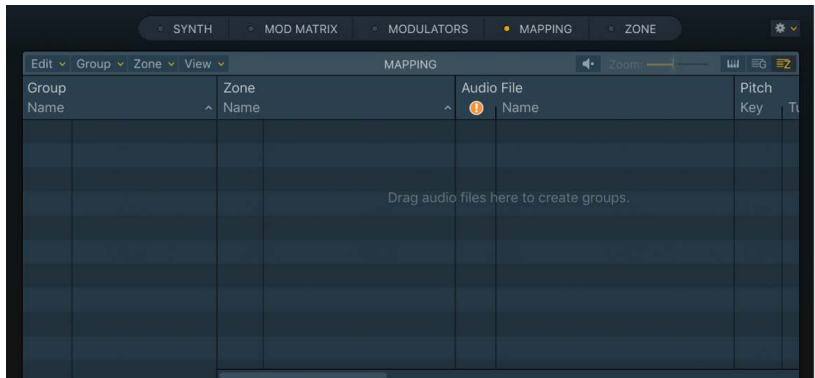 SYNTH MOD MATRIX MODULATORS MAPPING ZONE
Edit Group Zone View MAPPING Zoom:
Group Zone Audio File Pitch
Name Name Name Key
Drag audio files here to create groups.